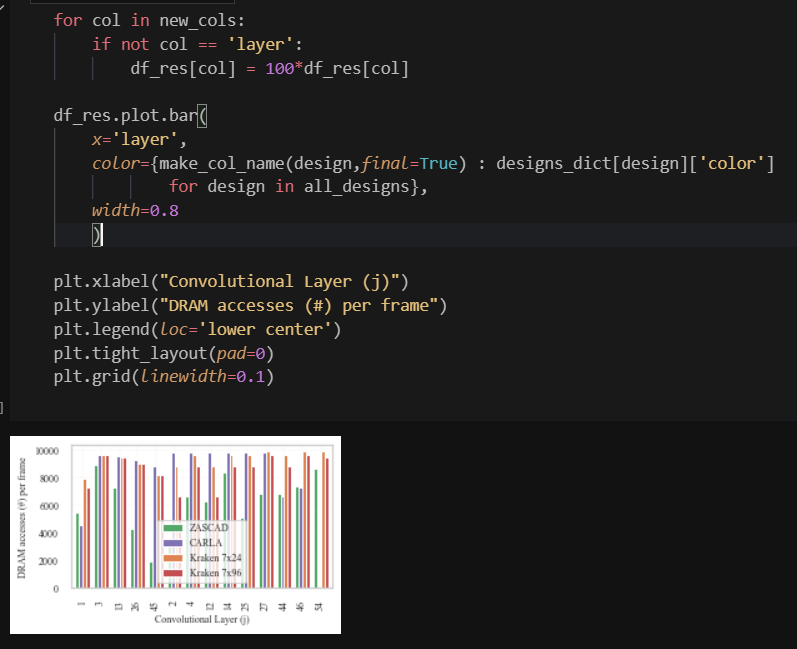 for col in new_cols:
if not col == 'layer':
df_res[col] = 100*df_res[col]
df_res.plot.bar(
x='layer',
color={make_col_name(design,final=True) : designs_dict[design]['color']
for design in all_designs},
width=0.8
)
plt.xlabel("Convolutional Layer (j)")
plt.ylabel("DRAM accesses (#) per frame")
plt.legend(loc='lower center')
plt.tight_layout(pad=0)
plt.grid(linewidth=0.1)
]
DRAM accesses (#) per frame
10000
8000
6000
4000
2000
0
ZASCAD
CARLA
Kraken 7x24
Kraken 7x96
1 3 13 26 45 2 4 12 14 25 27 44 46 54
Convolutional Layer (j)